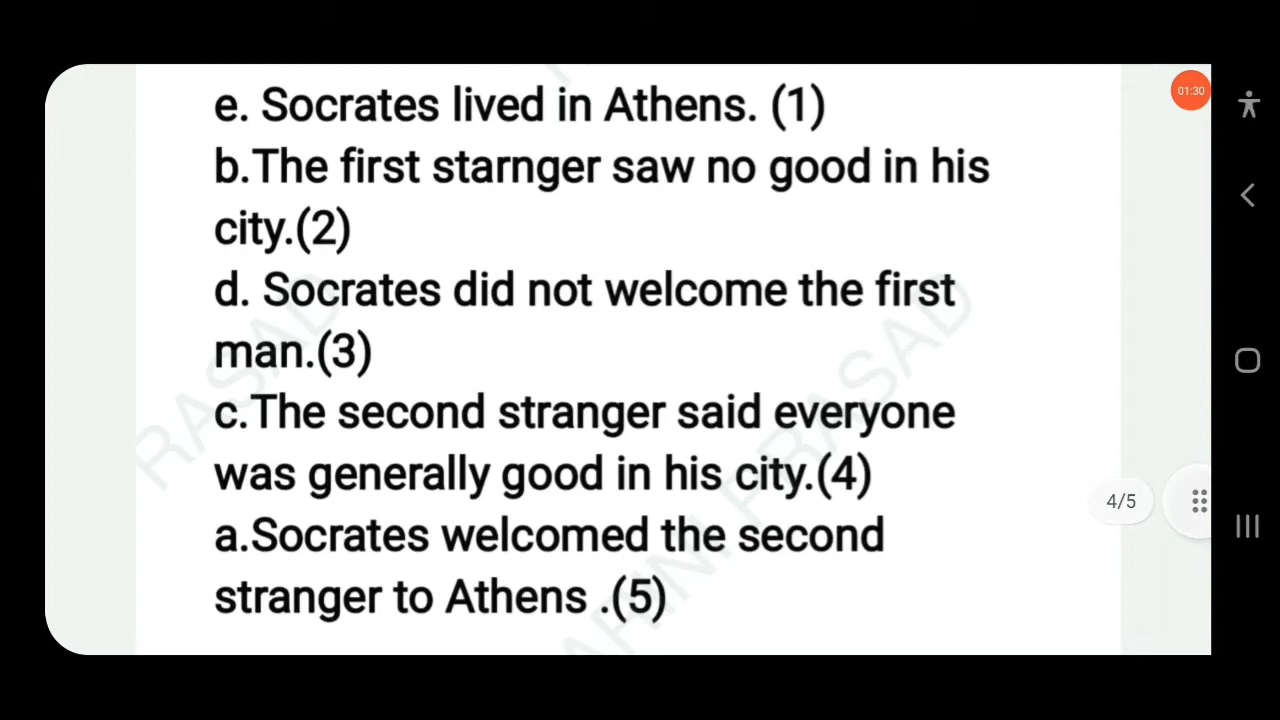 e. Socrates lived in Athens. (1)
b.The first starnger saw no good in his
city.(2)
d. Socrates did not welcome the first
man.(3)
c.The second stranger said everyone
was generally good in his city.(4)
a.Socrates welcomed the second
stranger to Athens .(5)
01:30
4/5
RASAD
PRASAD